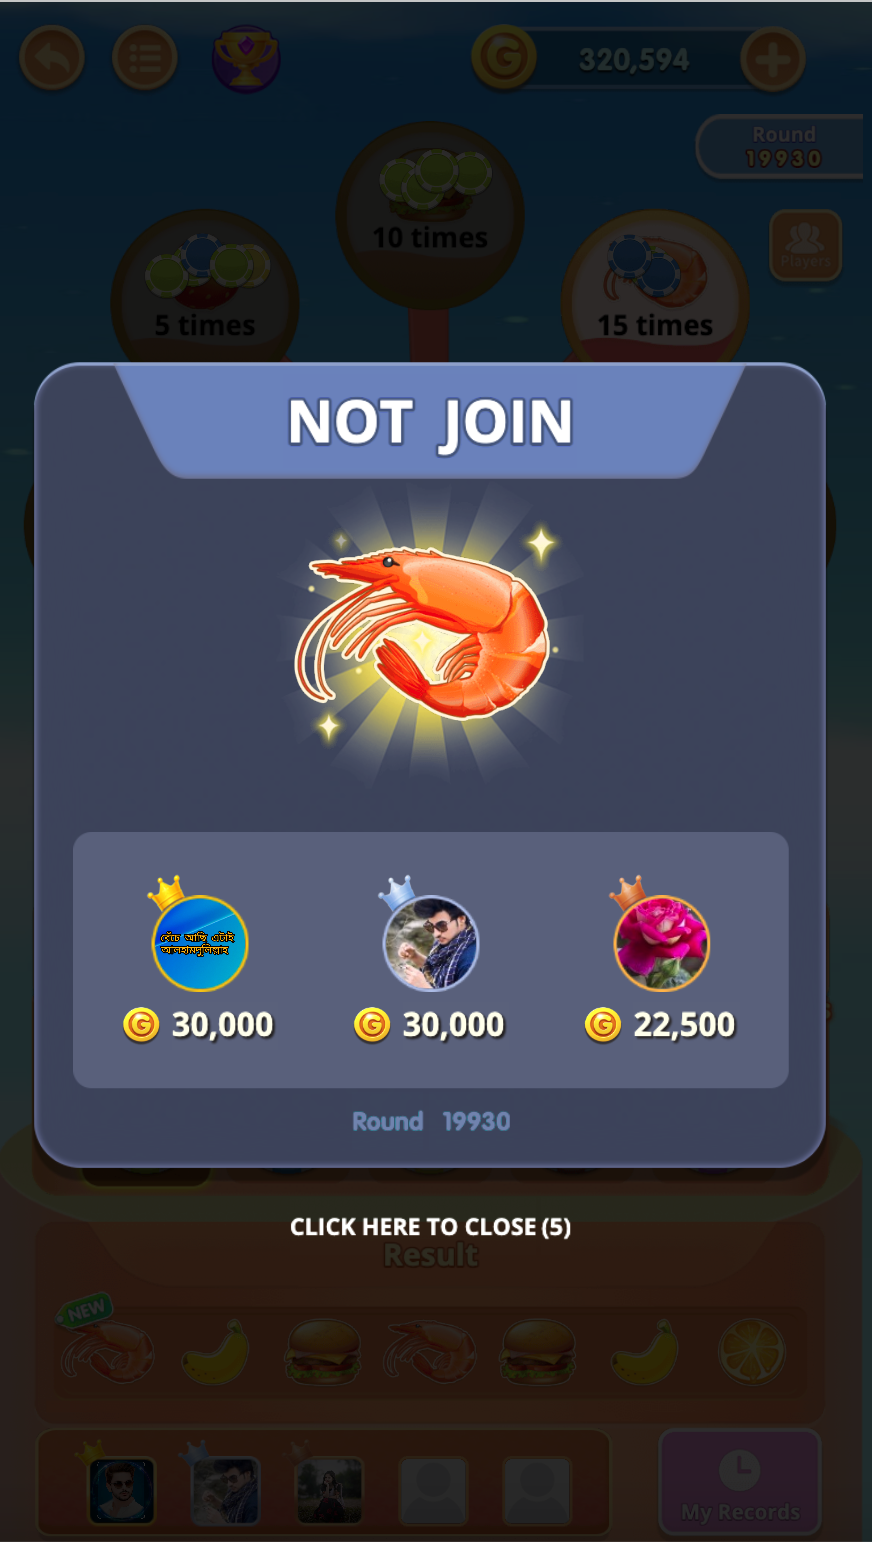 320,594
Round
19930
10 times
Players
5 times
15 times
NOT JOIN
বেঁচে আছি এটাই
আলহামদুলিল্লাহ
30,000
30,000
22,500
Round 19930
CLICK HERE TO CLOSE (5)
Result
NEW
My Records